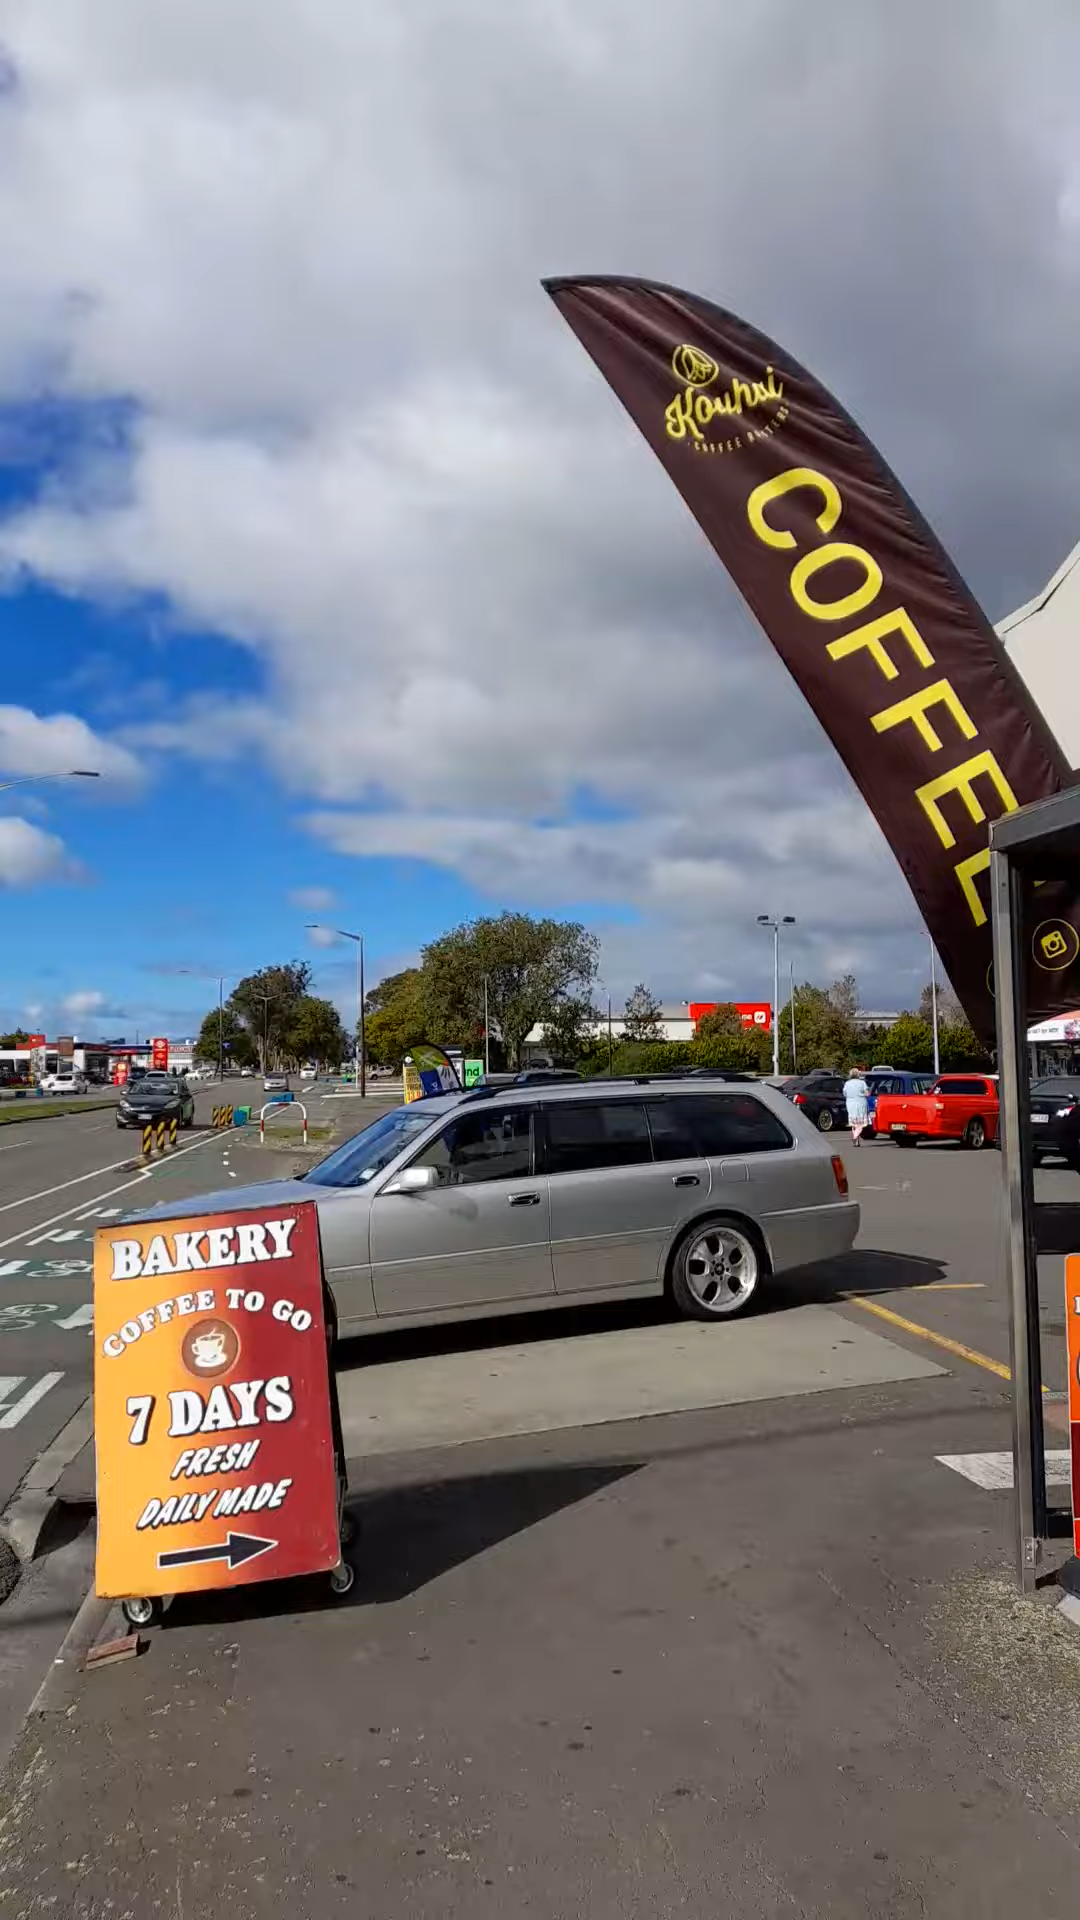 Kouhai
COFFEE
BAKERY
COFFEE TO GO
7 DAYS
FRESH
DAILY MADE